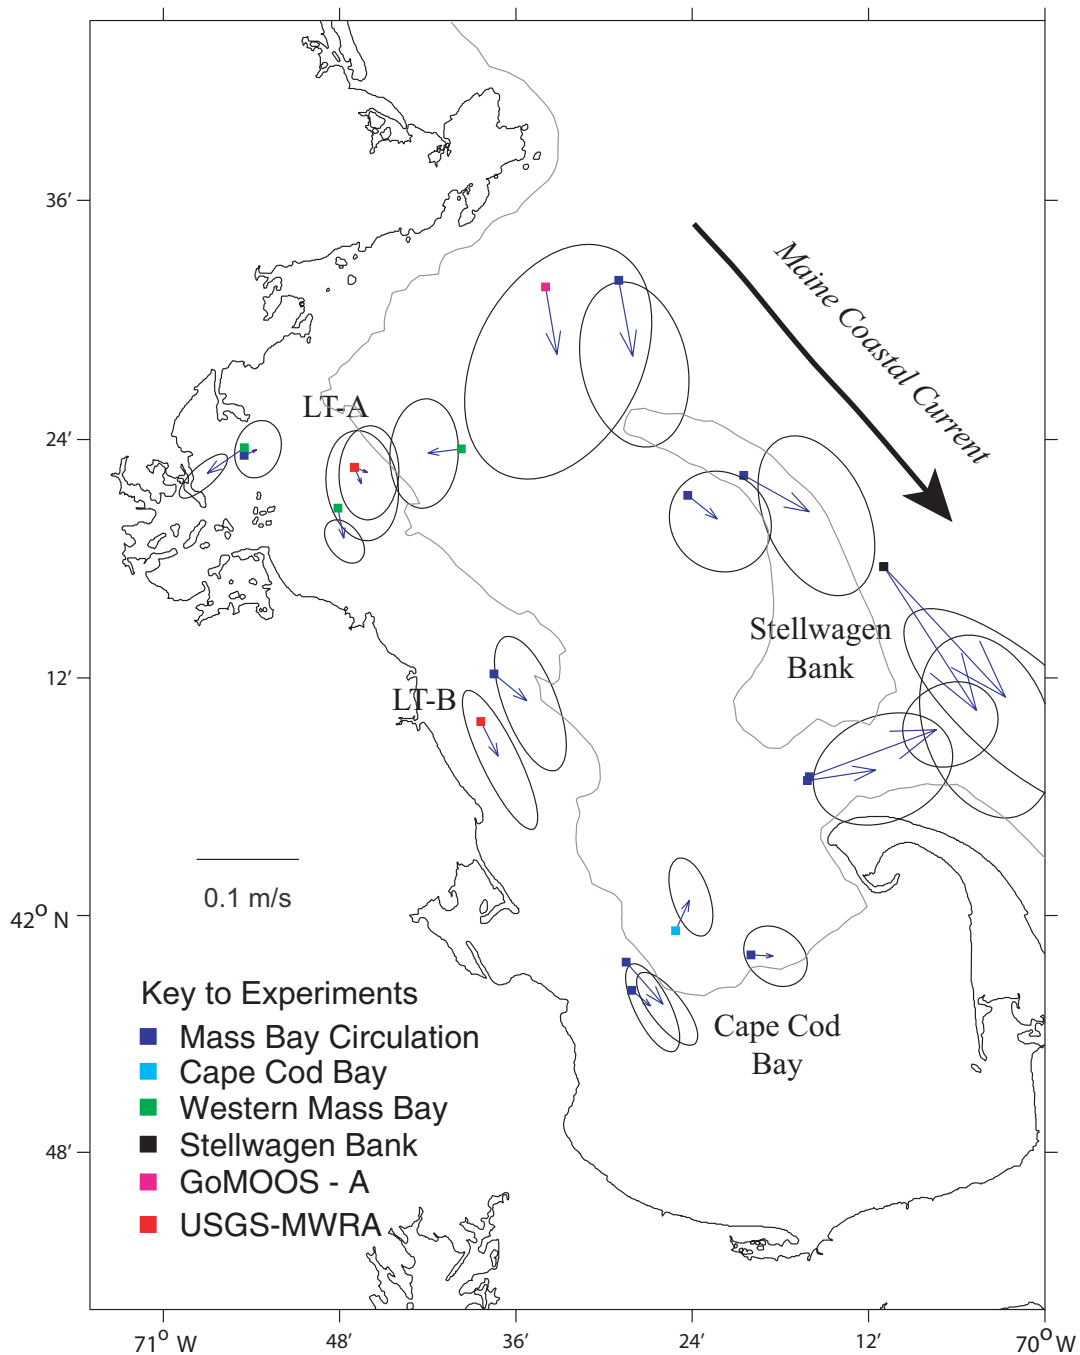 36′
Maine Coastal Current
LT-A
24′
Stellwagen
Bank
12′
LT-B
0.1 m/s
42° N
Key to Experiments
Mass Bay Circulation
Cape Cod Bay
Western Mass Bay
Stellwagen Bank
GoMOOS - A
USGS-MWRA
Cape Cod
Bay
48′
71° W
48′
36′
24′
12′
70° W